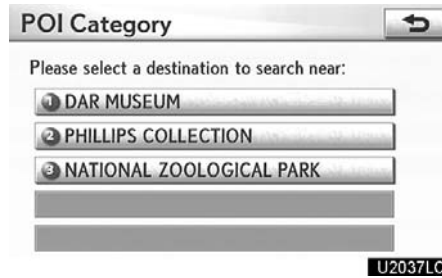 POI Category
Please select a destination to search near:
1 DAR MUSEUM
2 PHILLIPS COLLECTION
3 NATIONAL ZOOLOGICAL PARK
U2037LC